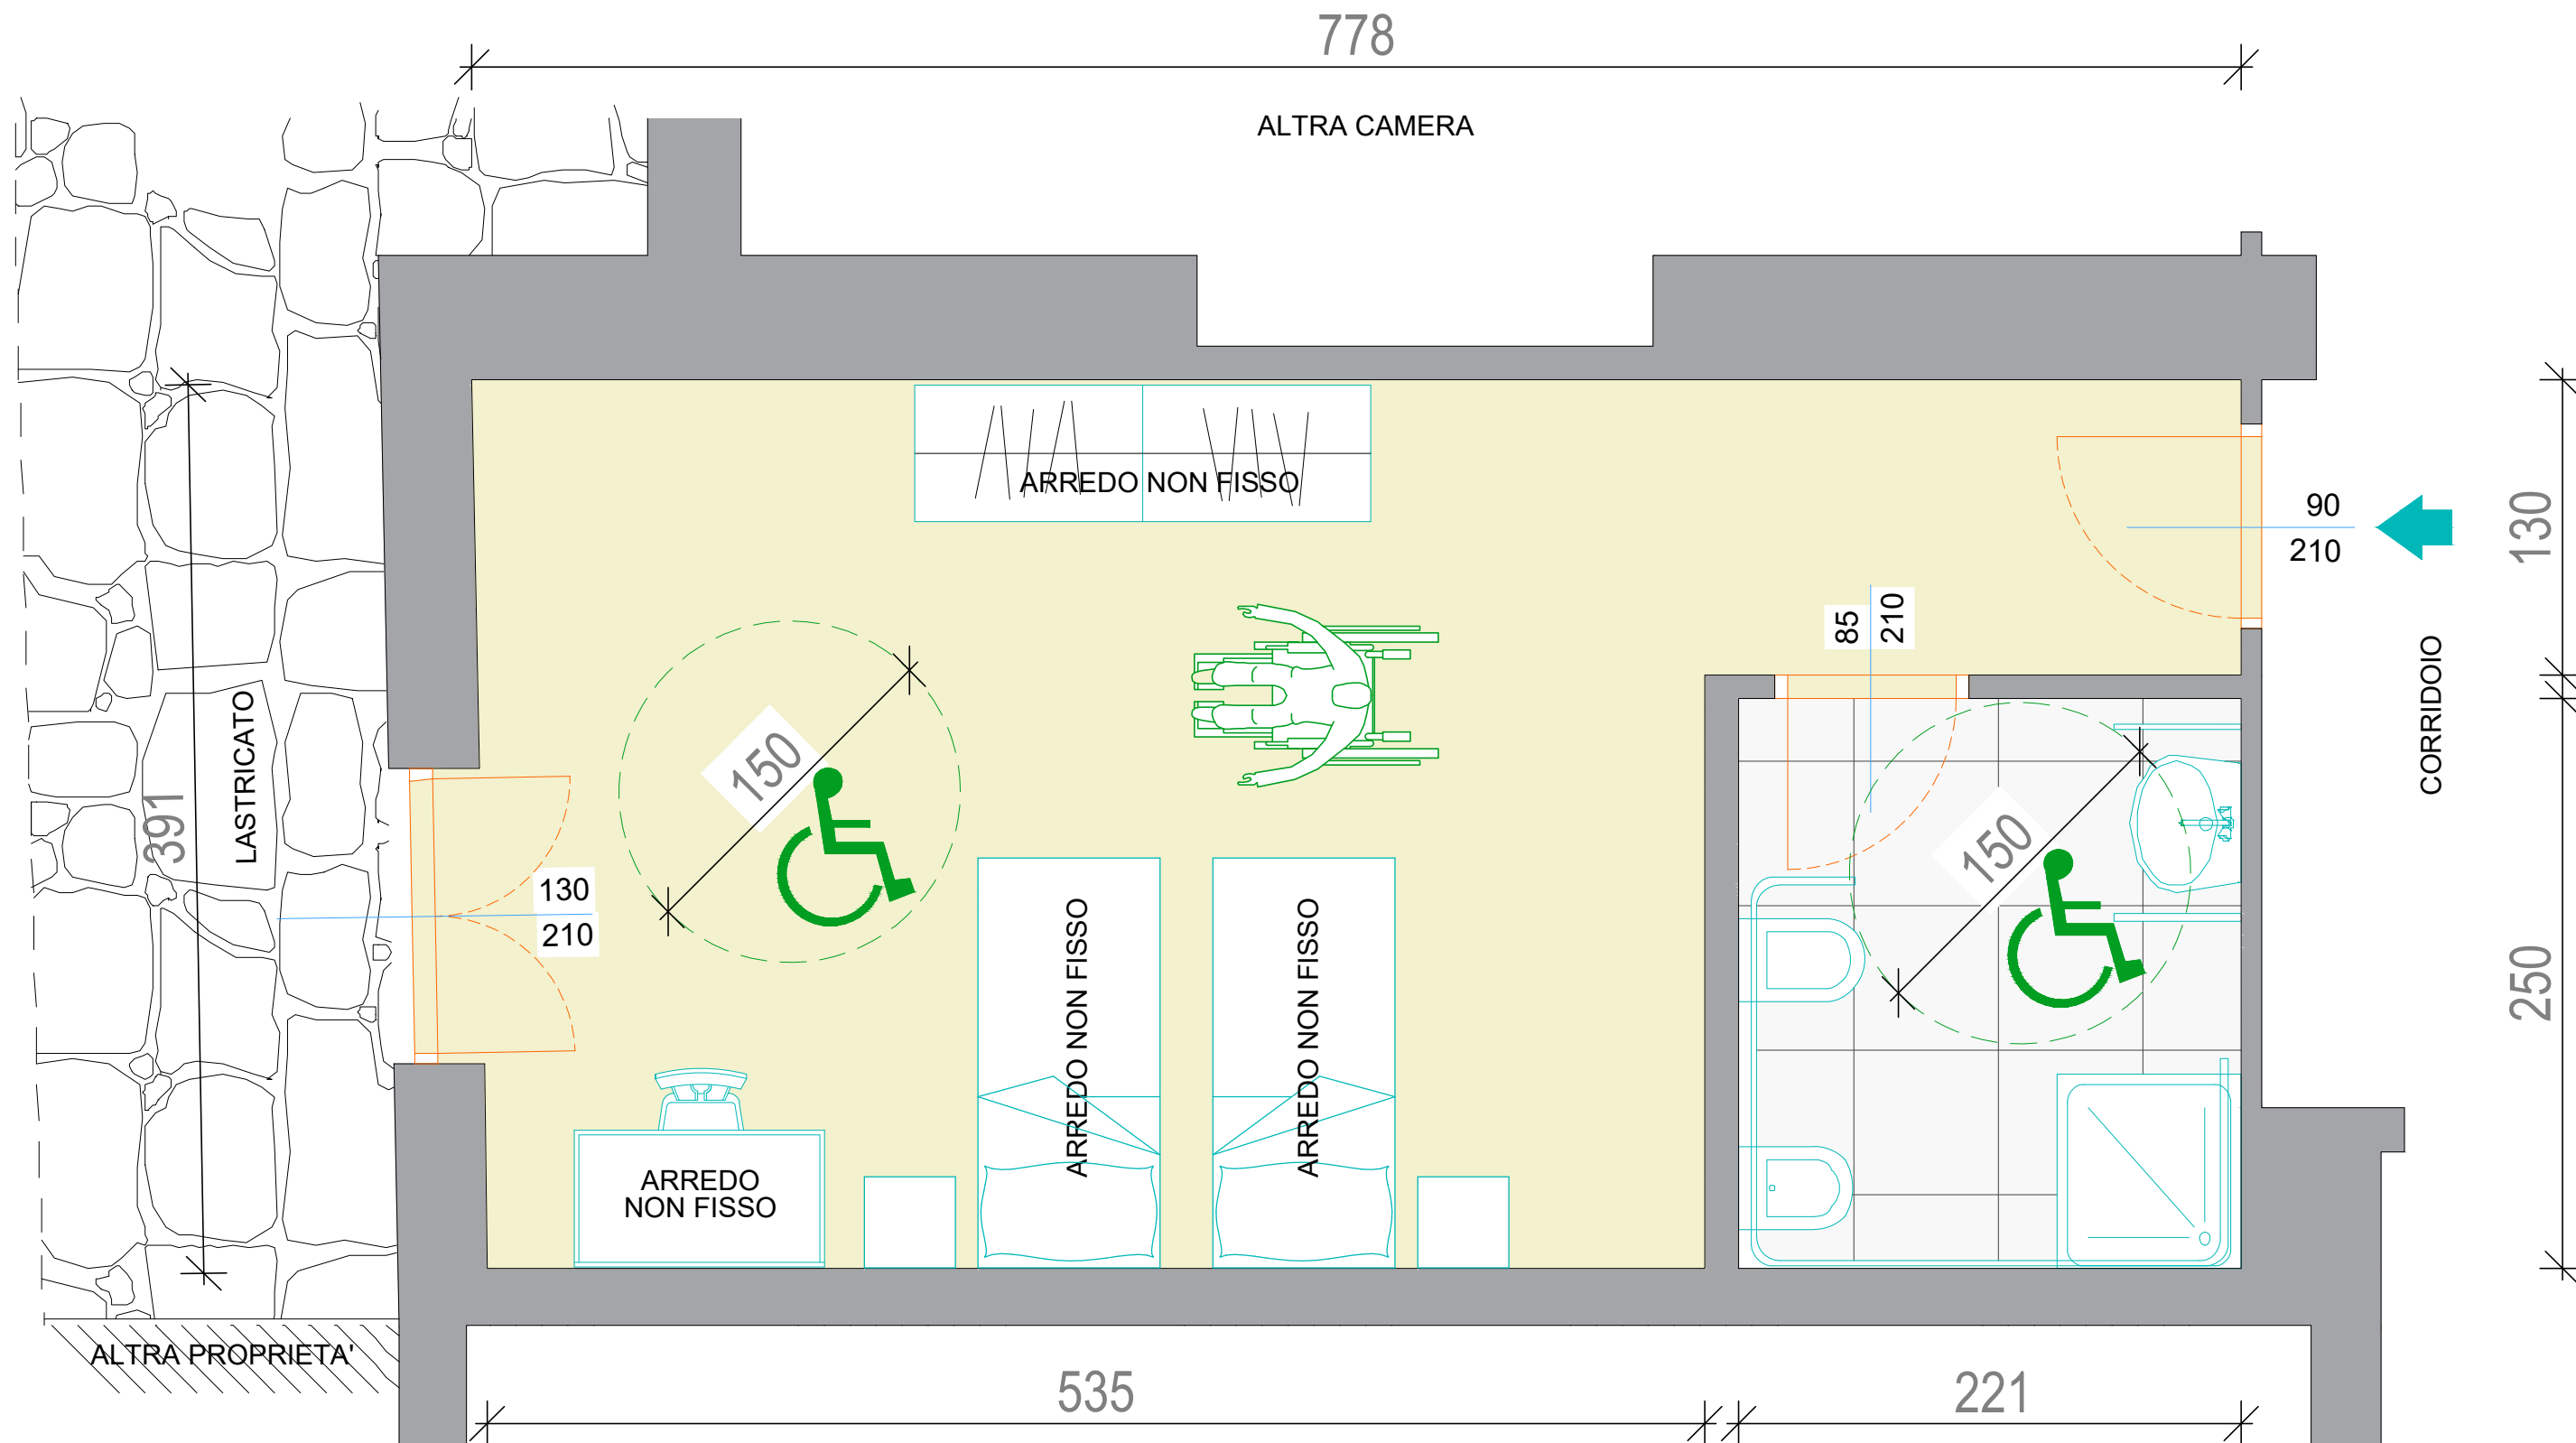 778
ALTRA CAMERA
ARREDO NON FISSO
90
210
130
85
210
CORRIDOIO
LASTRICATO
391
150
150
130
210
ARREDO NON FISSO
ARREDO NON FISSO
250
ARREDO
NON FISSO
ALTRA PROPRIETA'
535
221